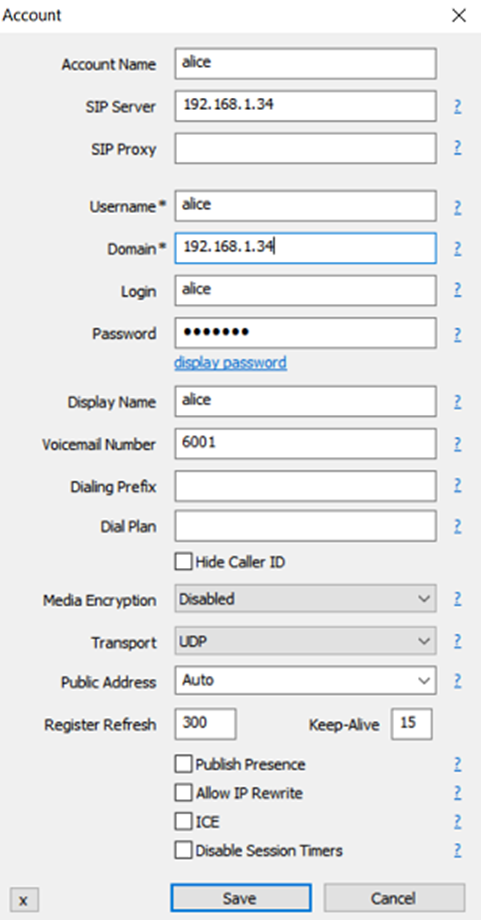 Account
Account Name alice
SIP Server 192.168.1.34 ?
SIP Proxy ?
Username* alice ?
Domain* 192.168.1.34 ?
Login alice ?
Password ••••••• ?
display password
Display Name alice ?
Voicemail Number 6001 ?
Dialing Prefix ?
Dial Plan ?
Hide Caller ID
Media Encryption Disabled ?
Transport UDP ?
Public Address Auto ?
Register Refresh 300 Keep-Alive 15
Publish Presence ?
Allow IP Rewrite ?
ICE ?
Disable Session Timers ?
x Save Cancel